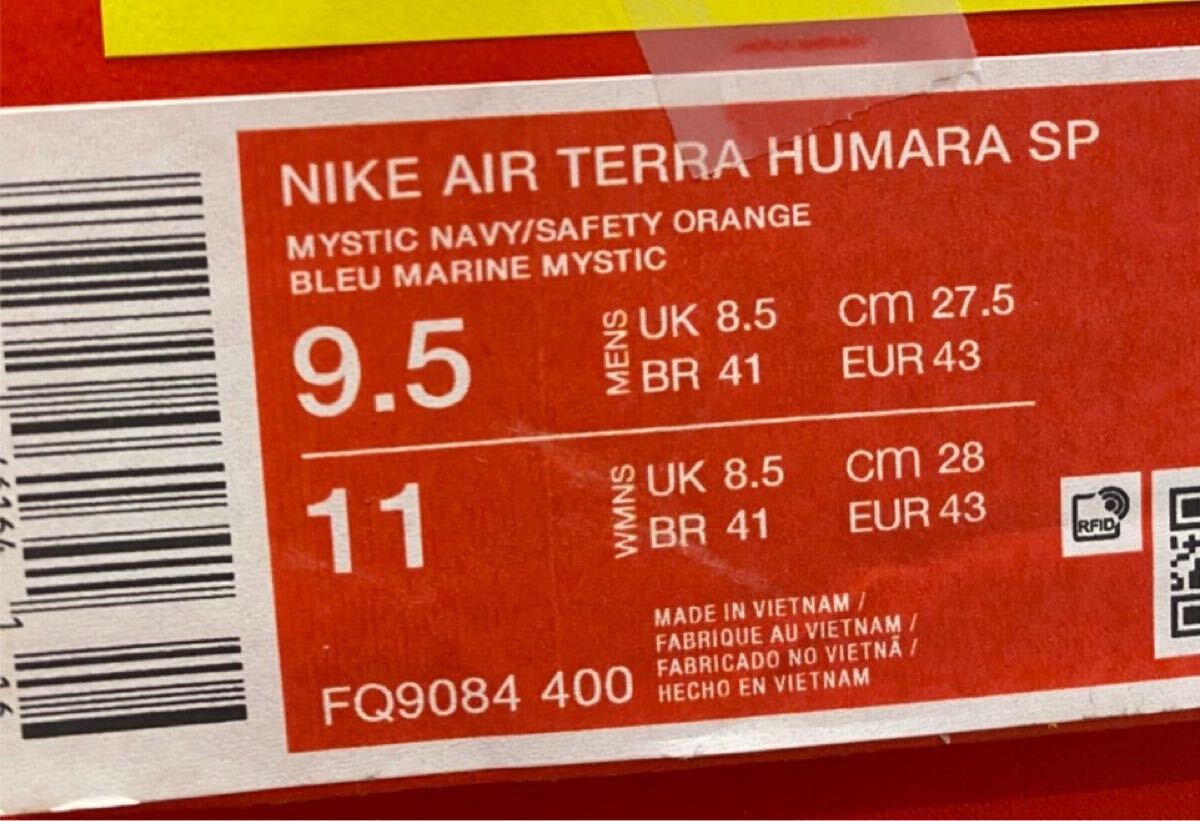 NIKE AIR TERRA HUMARA SP
MYSTIC NAVY/SAFETY ORANGE
BLEU MARINE MYSTIC
9.5
MENS
UK 8.5 cm 27.5
BR 41 EUR 43
11
WMNS
UK 8.5 cm 28
BR 41 EUR 43
RFID
MADE IN VIETNAM /
FABRIQUE AU VIETNAM /
FABRICADO NO VIETNÃ /
HECHO EN VIETNAM
FQ9084 400